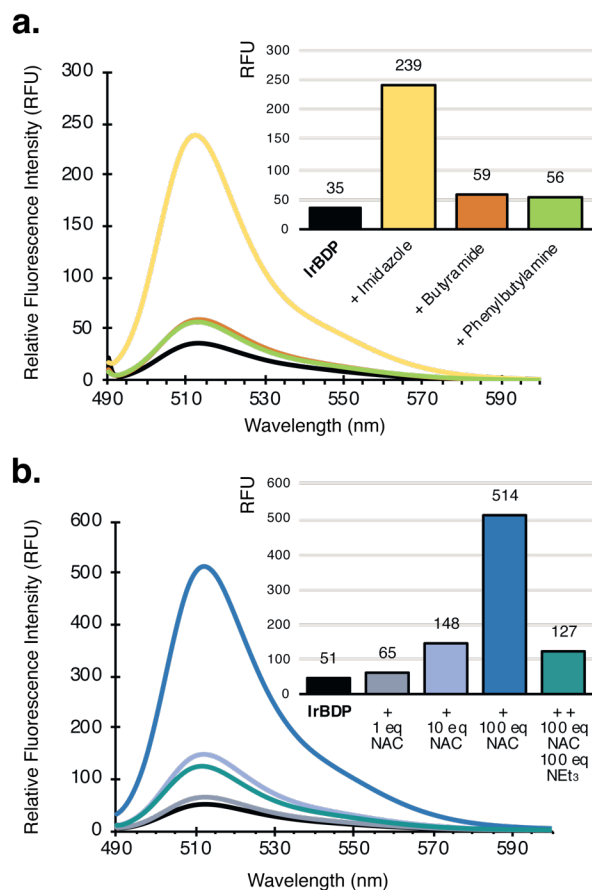 a.
Relative Fluorescence Intensity (RFU)
300
250
200
150
100
50
0
490
510
530
550
570
590
Wavelength (nm)
RFU
300
250
200
150
100
50
0
35
239
59
56
IrBDP
+ Imidazole
+ Butyramide
+ Phenylbutylamine
b.
Relative Fluorescence Intensity (RFU)
600
500
400
300
200
100
0
490
510
530
550
570
590
Wavelength (nm)
RFU
600
500
400
300
200
100
0
51
65
148
514
127
IrBDP
+
1 eq
NAC
+
10 eq
NAC
+
100 eq
NAC
+ +
100 eq
NAC
100 eq
NEt₃